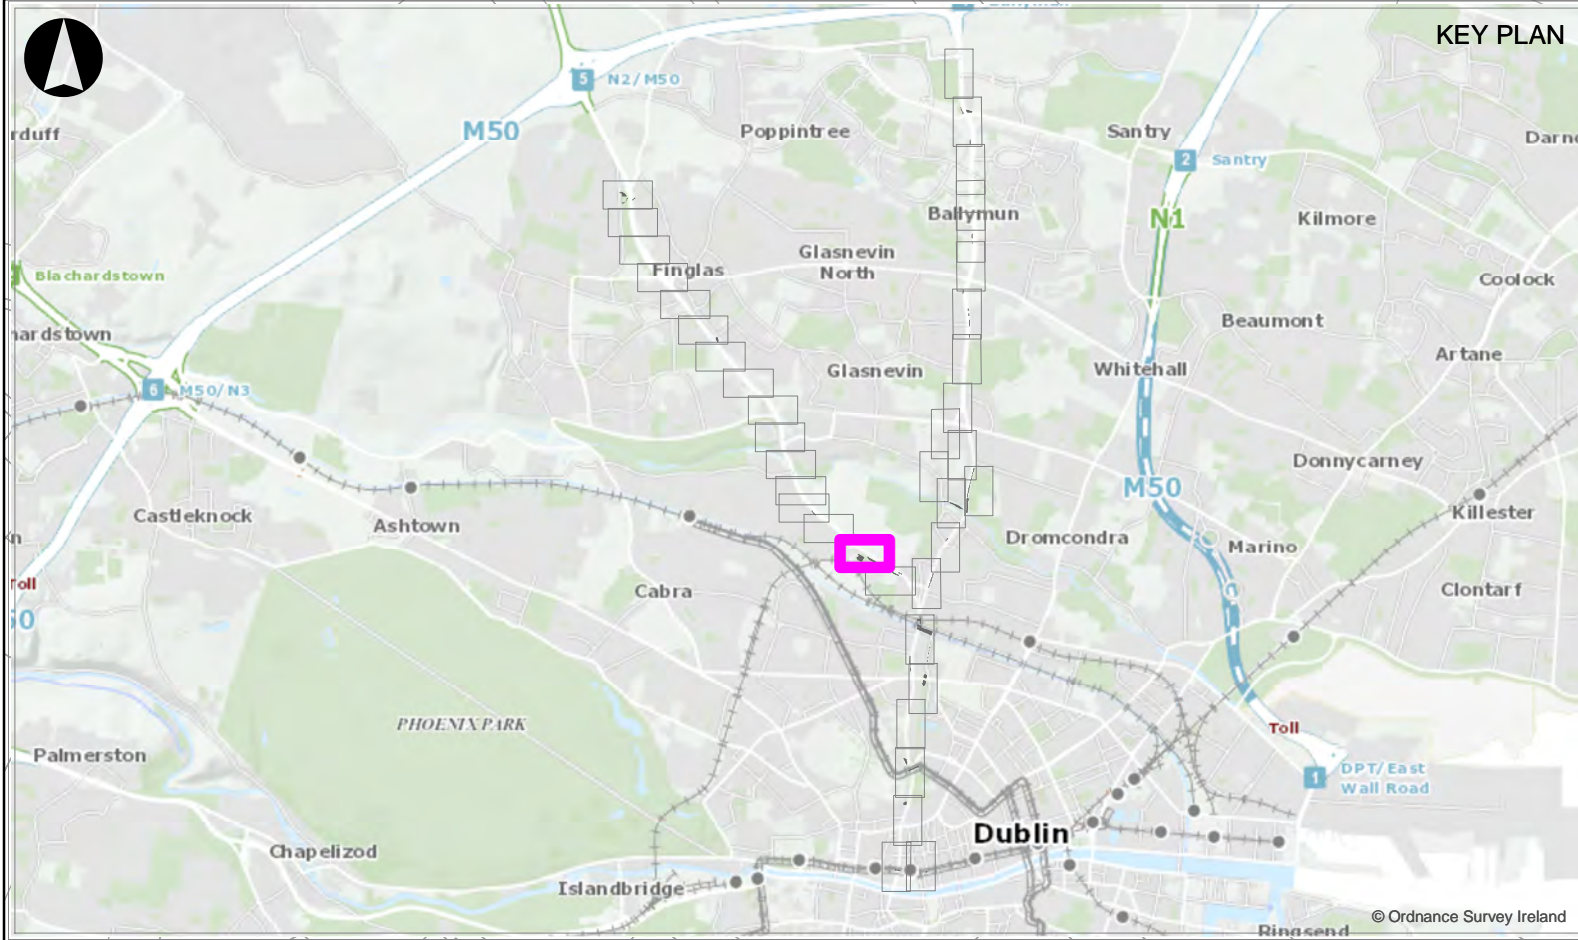 KEY PLAN
5 N2/M50
M50
rduff
Poppintree
Santry
Darn
2 Santry
Ballymun
N1
Kilmore
Glasnevin
North
Finglas
Blachardstown
Coolock
hardstown
Beaumont
Artane
Glasnevin
Whitehall
6 M50/N3
Donnycarney
M50
Castleknock
Ashtown
Killester
n
Dromcondra
Marino
Toll
Cabra
Clontarf
50
PHOENIX PARK
Toll
Palmerston
1 DPT/East
Wall Road
Dublin
Chapelizod
Islandbridge
© Ordnance Survey Ireland
Ringsend